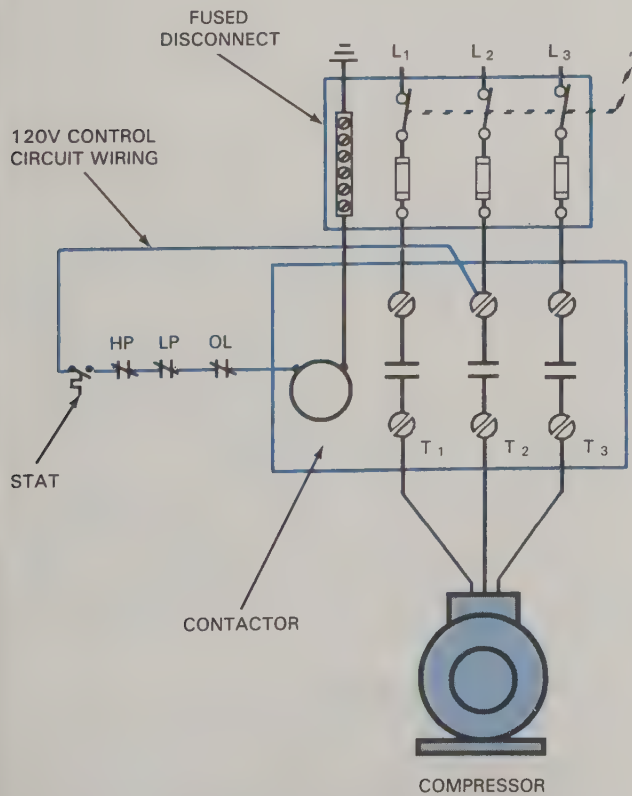 FUSED
DISCONNECT
L1 L2 L3
120V CONTROL
CIRCUIT WIRING
HP LP OL
STAT
T1 T2 T3
CONTACTOR
COMPRESSOR